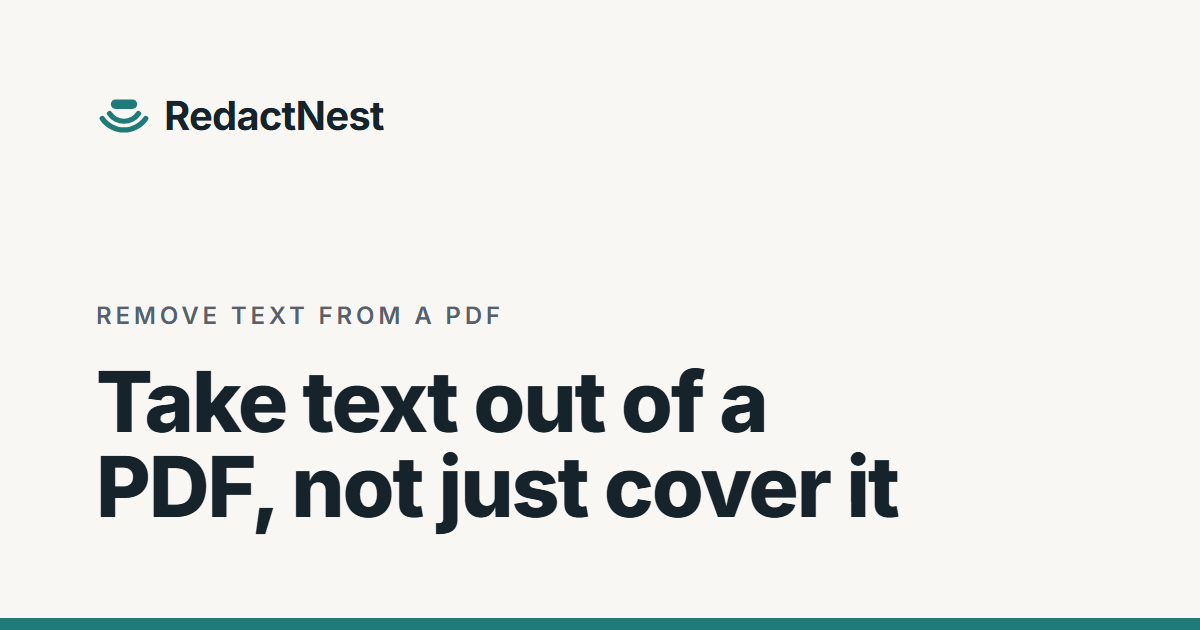 RedactNest
REMOVE TEXT FROM A PDF
Take text out of a
PDF, not just cover it